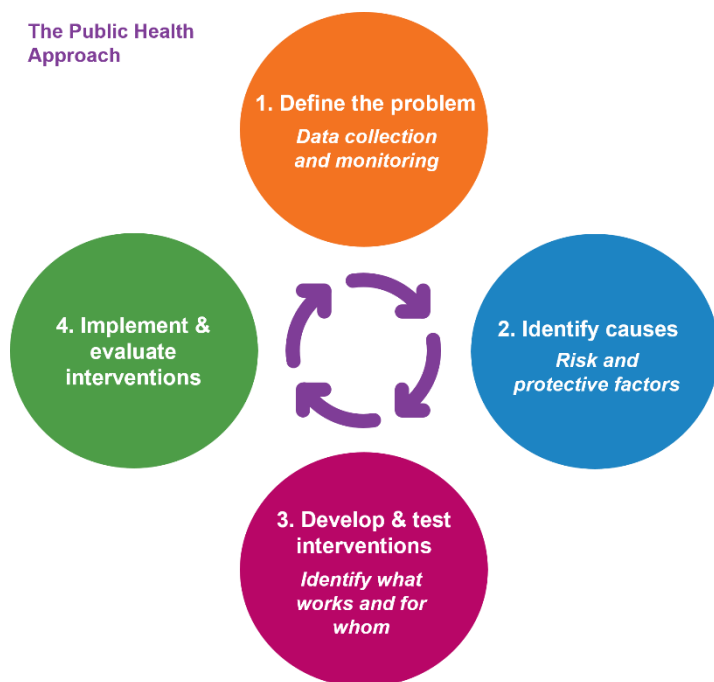 The Public Health
Approach
1. Define the problem
Data collection
and monitoring
2. Identify causes
Risk and
protective factors
3. Develop & test
interventions
Identify what
works and for
whom
4. Implement &
evaluate
interventions